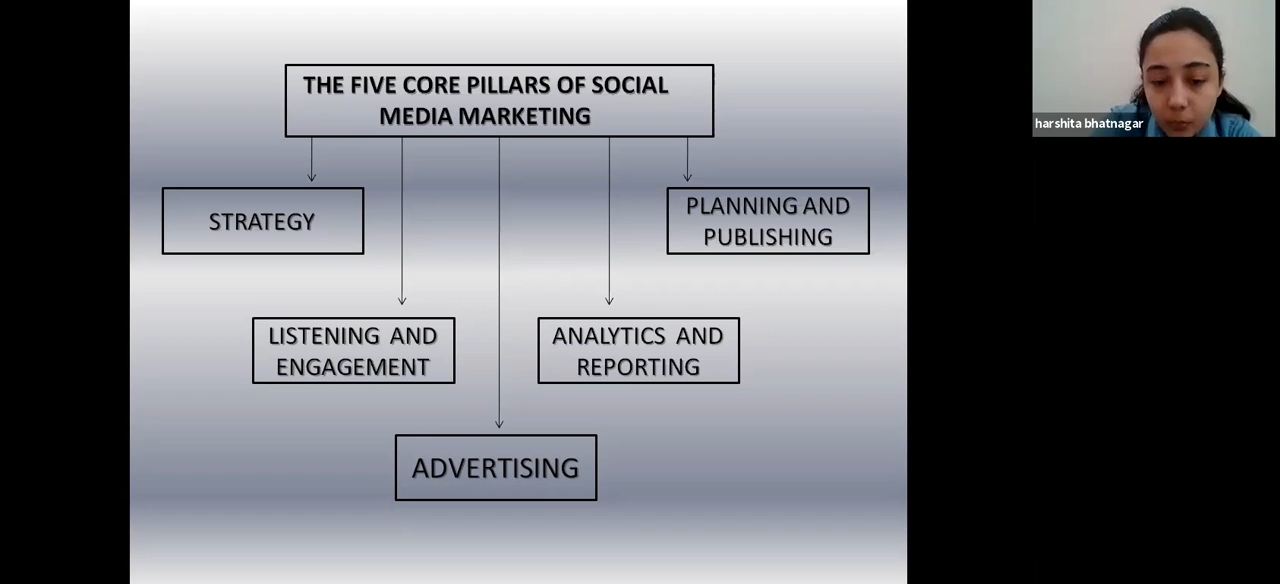 THE FIVE CORE PILLARS OF SOCIAL
MEDIA MARKETING
STRATEGY
PLANNING AND
PUBLISHING
LISTENING AND
ENGAGEMENT
ANALYTICS AND
REPORTING
ADVERTISING
harshita bhatnagar